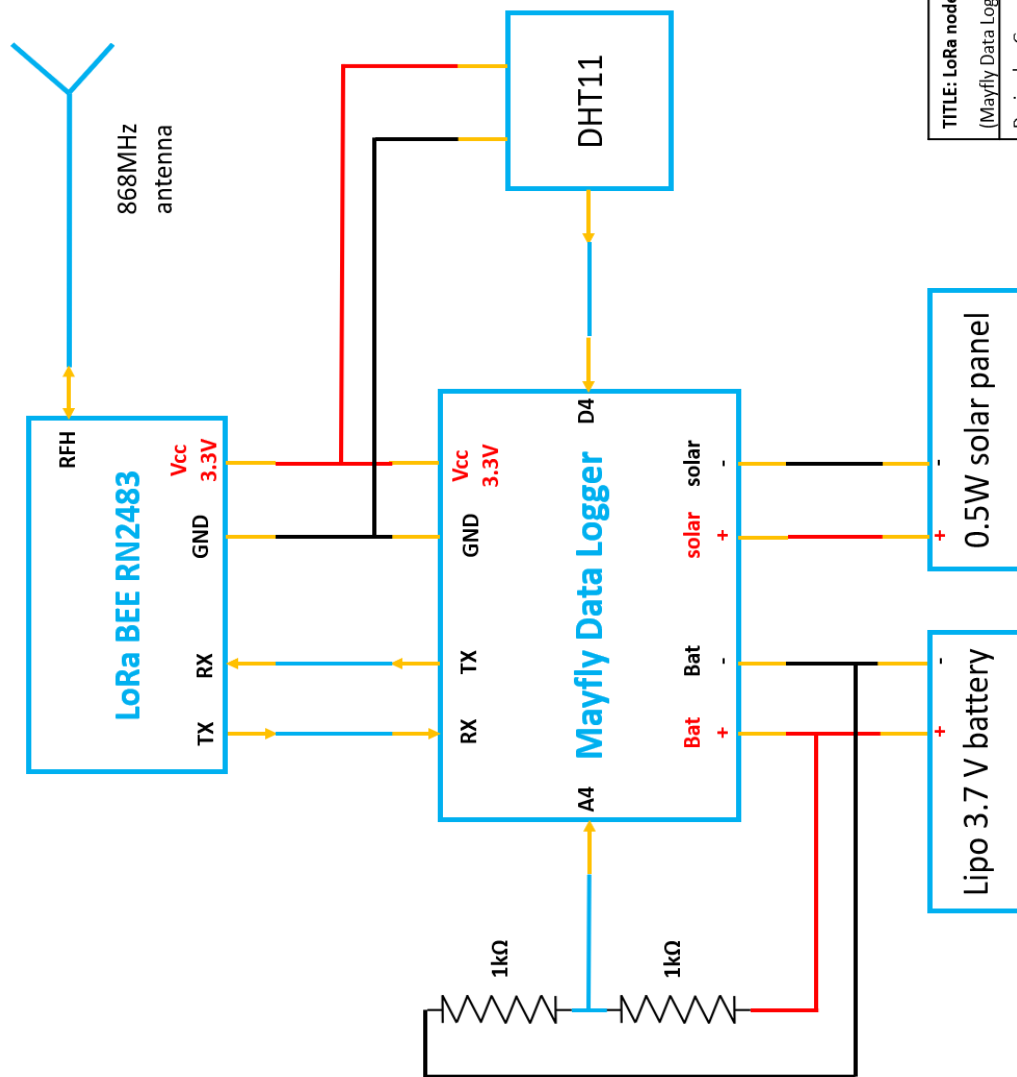 868MHz
antenna
RFH
LoRa BEE RN2483
TX
RX
GND
Vcc
3.3V
DHT11
RX
TX
GND
Vcc
3.3V
A4
Mayfly Data Logger
D4
Bat
+
Bat
-
solar
+
solar
-
1kΩ
1kΩ
+
-
Lipo 3.7 V battery
+
-
0.5W solar panel
TITLE: LoRa node
(Mayfly Data Log